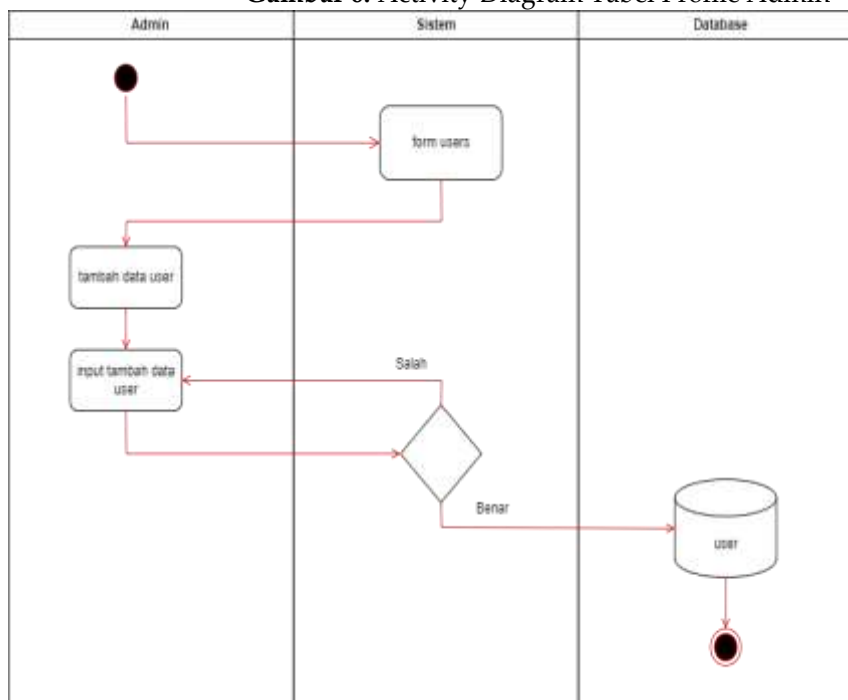 Gambar 6. Activity Diagram Tabel Profile Admin
Admin
Sistem
Database
form users
tambah data user
input tambah data
user
Salah
Benar
user